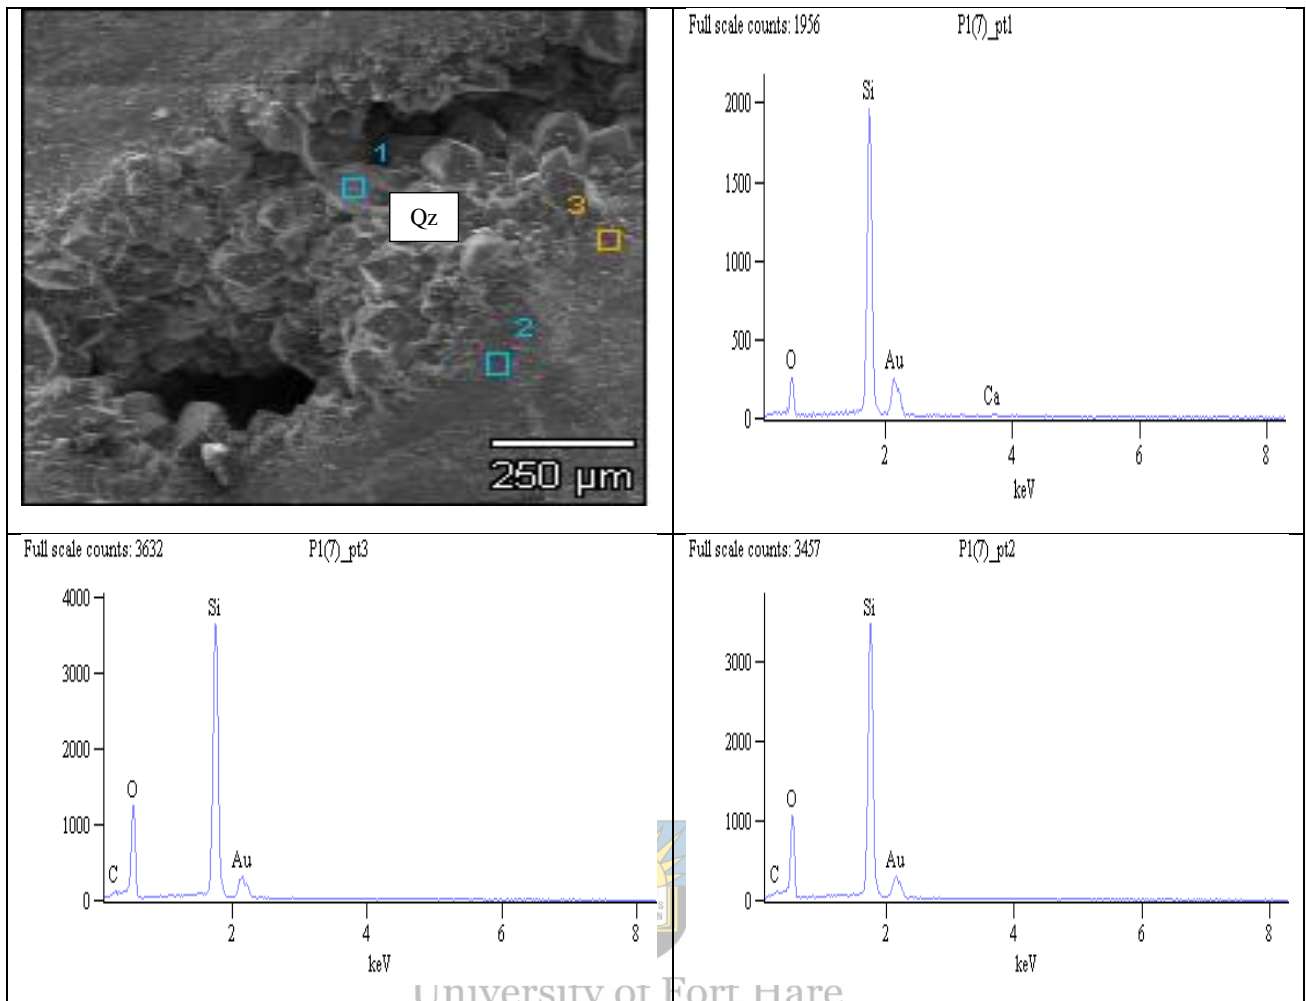 1
Qz
3
2
250 µm
Full scale counts: 1956 P1(7)_pt1
2000
1500
1000
500
0
O
Si
Au
Ca
2 4 6 8
keV
Full scale counts: 3632 P1(7)_pt3
4000
3000
2000
1000
0
C
O
Si
Au
2 4 6 8
keV
Full scale counts: 3457 P1(7)_pt2
3000
2000
1000
0
C
O
Si
Au
2 4 6 8
keV
University of Fort Hare